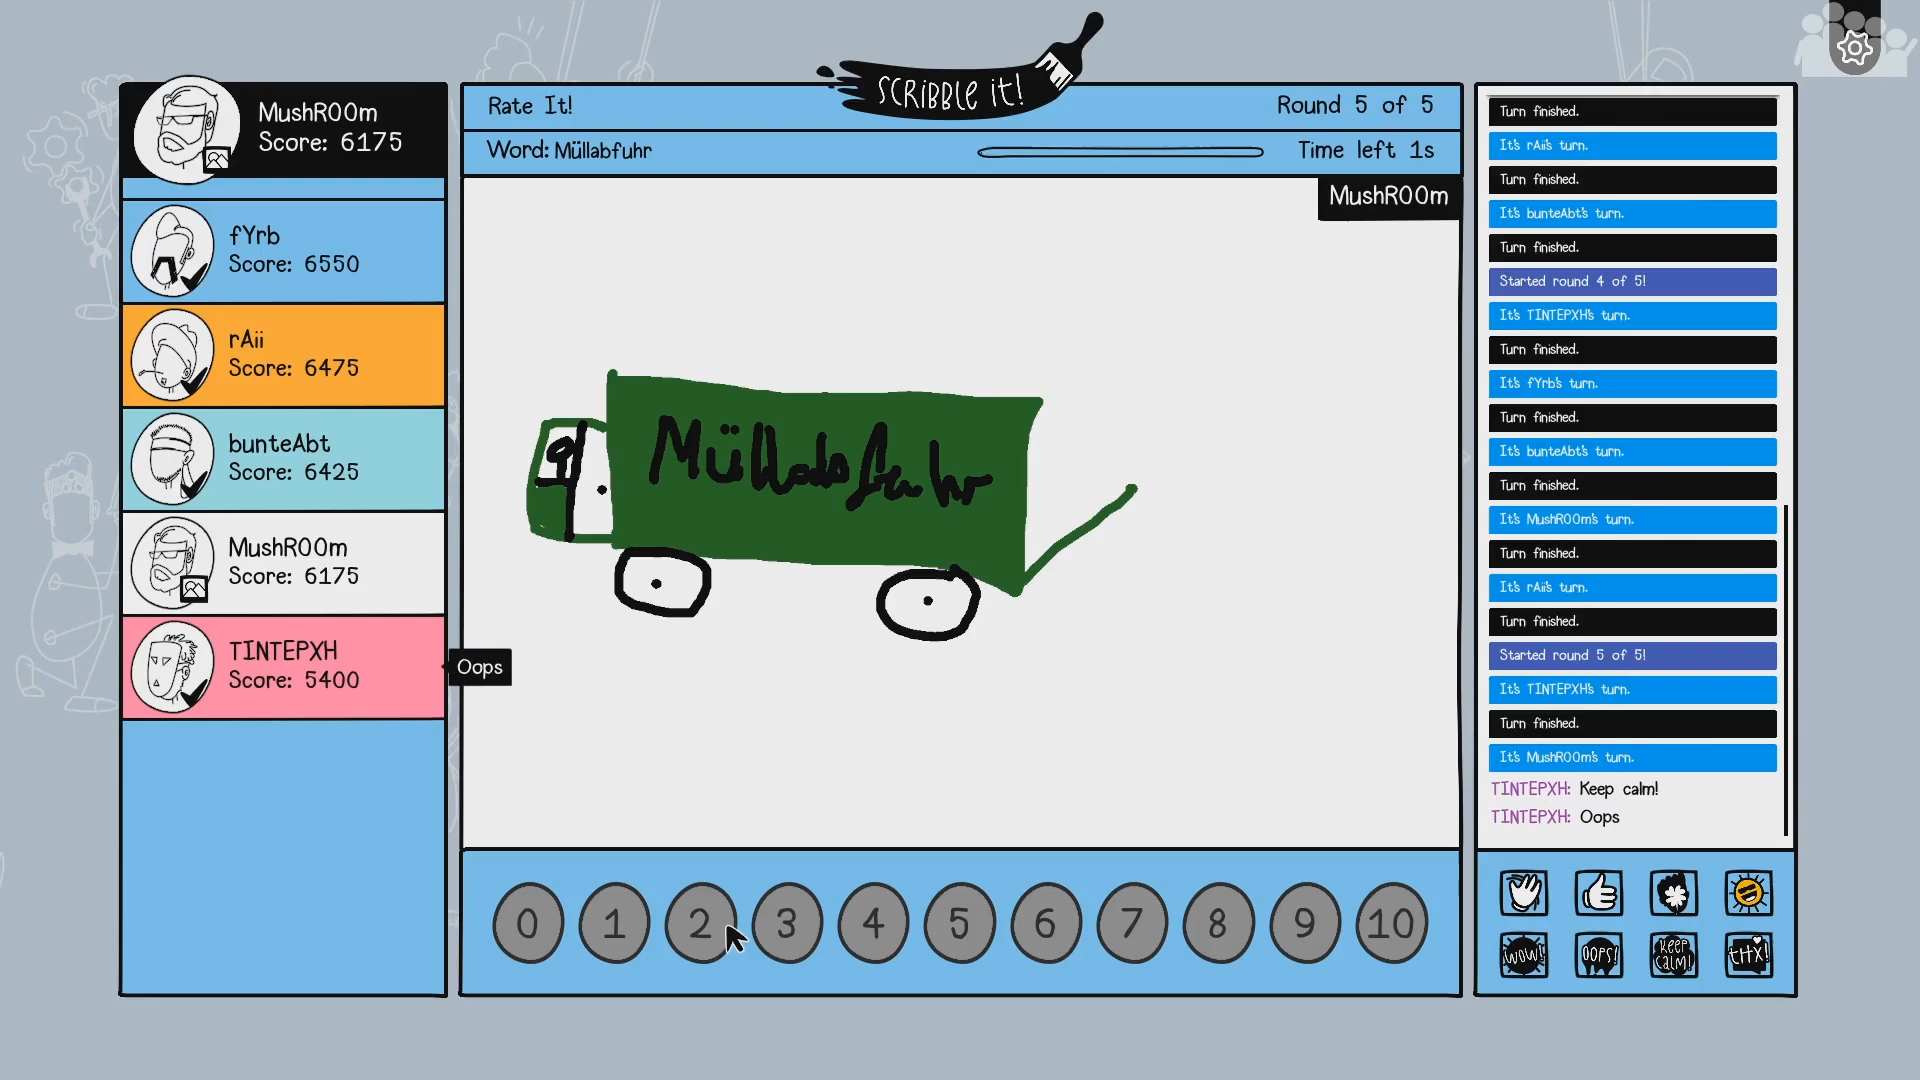 SCRIBBLE it!
MushR00m
Score: 6175
fYrb
Score: 6550
rAii
Score: 6475
bunteAbt
Score: 6425
MushR00m
Score: 6175
TINTEPXH
Score: 5400
Oops
Rate It!
Round 5 of 5
Word: Müllabfuhr
Time left 1s
MushR00m
Müllabfuhr
0 1 2 3 4 5 6 7 8 9 10
Turn finished.
It's rAii's turn.
Turn finished.
It's bunteAbt's turn.
Turn finished.
Started round 4 of 5!
It's TINTEPXH's turn.
Turn finished.
It's fYrb's turn.
Turn finished.
It's bunteAbt's turn.
Turn finished.
It's MushR00m's turn.
Turn finished.
It's rAii's turn.
Turn finished.
Started round 5 of 5!
It's TINTEPXH's turn.
Turn finished.
It's MushR00m's turn.
TINTEPXH: Keep calm!
TINTEPXH: Oops
WOW! OOPS! KEEP CALM! tHX!